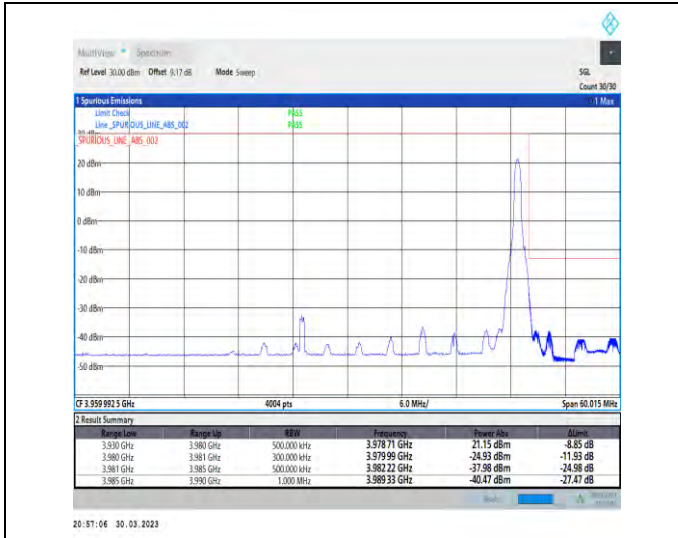 MultiView Spectrum
Ref Level 30.00 dBm Offset 9.17 dB Mode Sweep
SGL
Count 30/30
1 Spurious Emissions 1 Max
Limit Check PASS
Line _SPURIOUS_LINE_ABS_002 PASS
30 dBm
_SPURIOUS_LINE_ABS_002
20 dBm
10 dBm
0 dBm
-10 dBm
-20 dBm
-30 dBm
-40 dBm
-50 dBm
CF 3.959 992 5 GHz 4004 pts 6.0 MHz/ Span 60.015 MHz
2 Result Summary
Range Low Range Up RBW Frequency Power Abs ΔLimit
3.930 GHz 3.980 GHz 500.000 kHz 3.978 71 GHz 21.15 dBm -8.85 dB
3.980 GHz 3.981 GHz 300.000 kHz 3.979 99 GHz -24.93 dBm -11.93 dB
3.981 GHz 3.985 GHz 500.000 kHz 3.982 22 GHz -37.98 dBm -24.98 dB
3.985 GHz 3.990 GHz 1.000 MHz 3.989 33 GHz -40.47 dBm -27.47 dB
20:57:06 30.03.2023